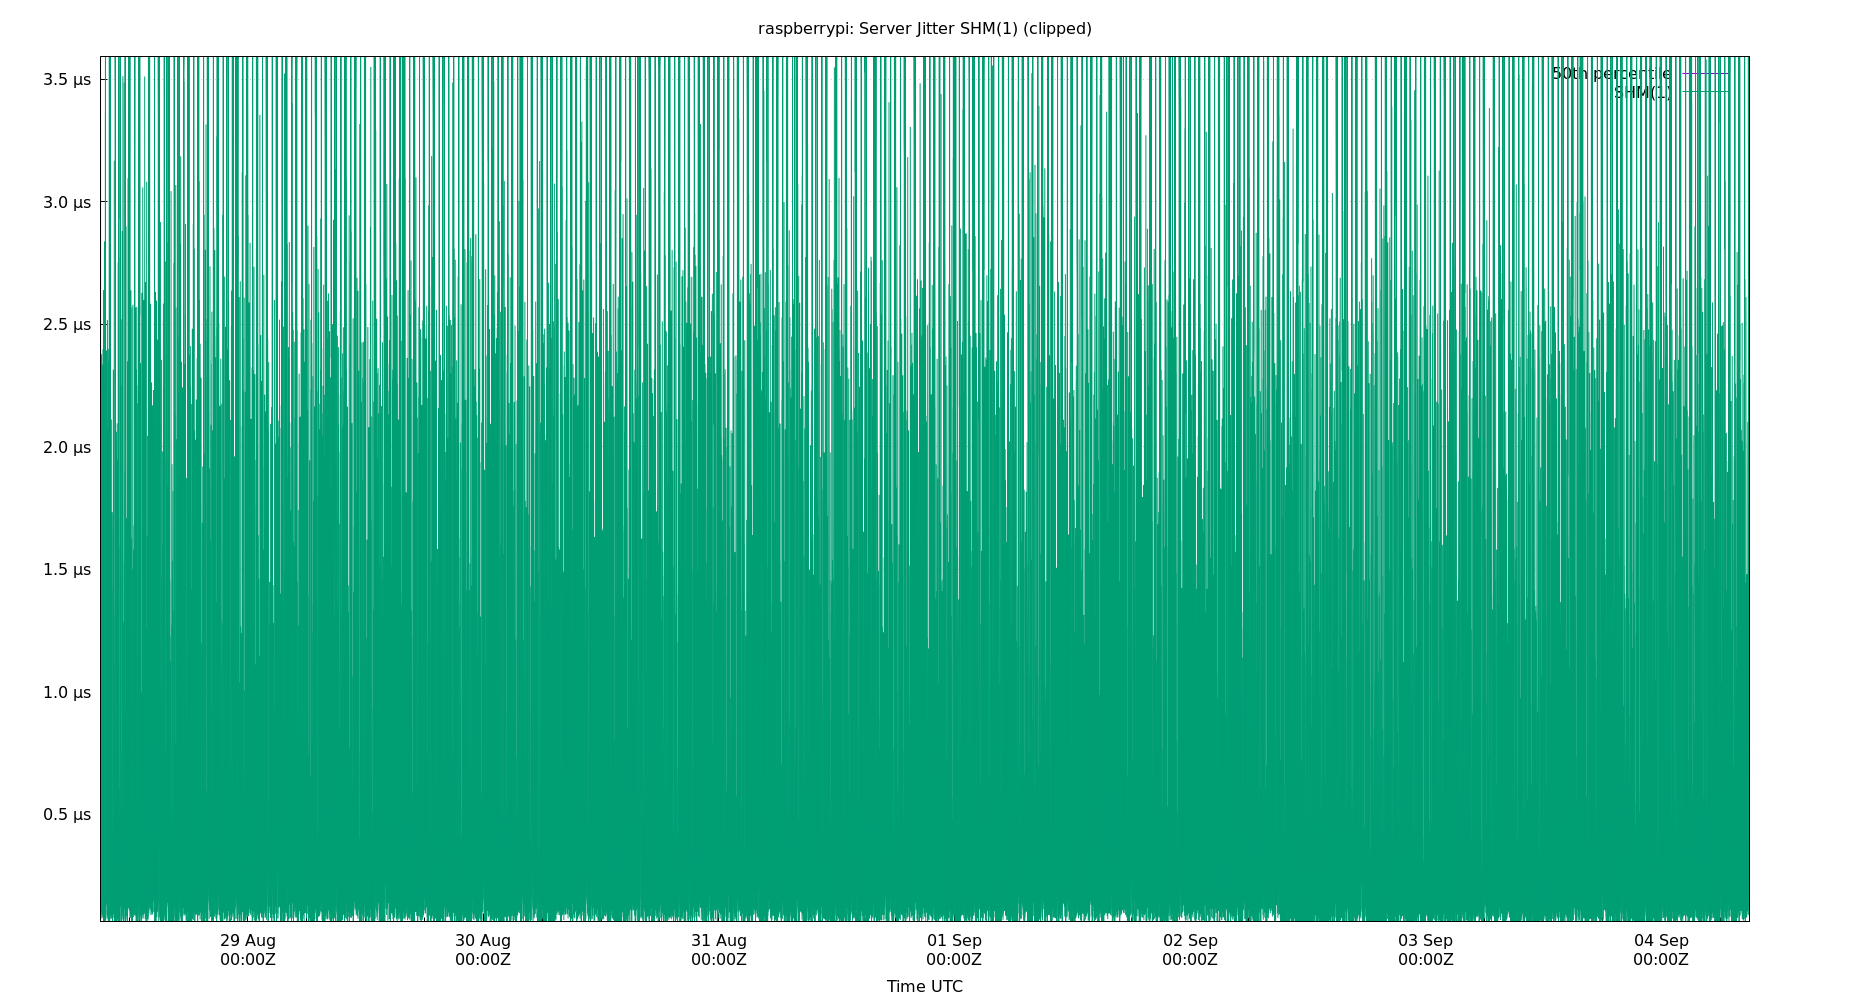 raspberrypi: Server Jitter SHM(1) (clipped)
50th percentile
SHM(1)
3.5 µs
3.0 µs
2.5 µs
2.0 µs
1.5 µs
1.0 µs
0.5 µs
29 Aug 30 Aug 31 Aug 01 Sep 02 Sep 03 Sep 04 Sep
00:00Z 00:00Z 00:00Z 00:00Z 00:00Z 00:00Z 00:00Z
Time UTC